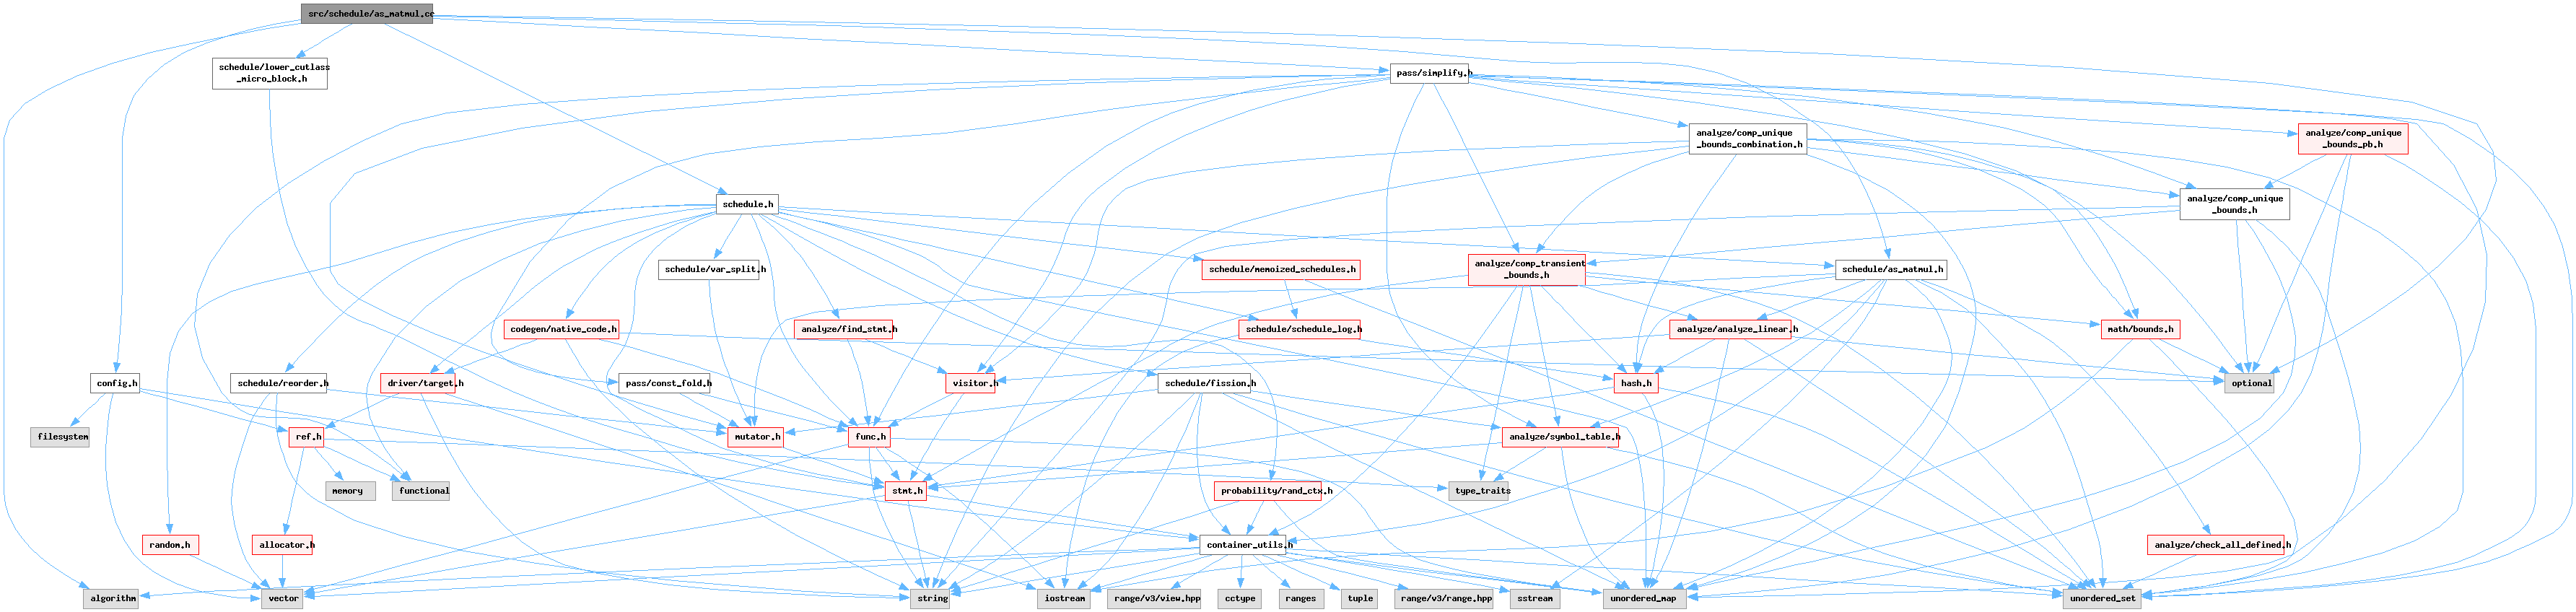 src/schedule/as_matmul.cc
schedule/lower_cutlass
_micro_block.h
pass/simplify.h
analyze/comp_unique
_bounds_combination.h
analyze/comp_unique
_bounds_pb.h
schedule.h
analyze/comp_unique
_bounds.h
schedule/var_split.h
schedule/memoized_schedules.h
analyze/comp_transient
_bounds.h
schedule/as_matmul.h
codegen/native_code.h
analyze/find_stmt.h
schedule/schedule_log.h
analyze/analyze_linear.h
math/bounds.h
config.h
schedule/reorder.h
driver/target.h
pass/const_fold.h
visitor.h
schedule/fission.h
hash.h
optional
filesystem
ref.h
mutator.h
func.h
analyze/symbol_table.h
memory
functional
stmt.h
probability/rand_ctx.h
type_traits
random.h
allocator.h
container_utils.h
analyze/check_all_defined.h
algorithm
vector
string
iostream
range/v3/view.hpp
cctype
ranges
tuple
range/v3/range.hpp
sstream
unordered_map
unordered_set